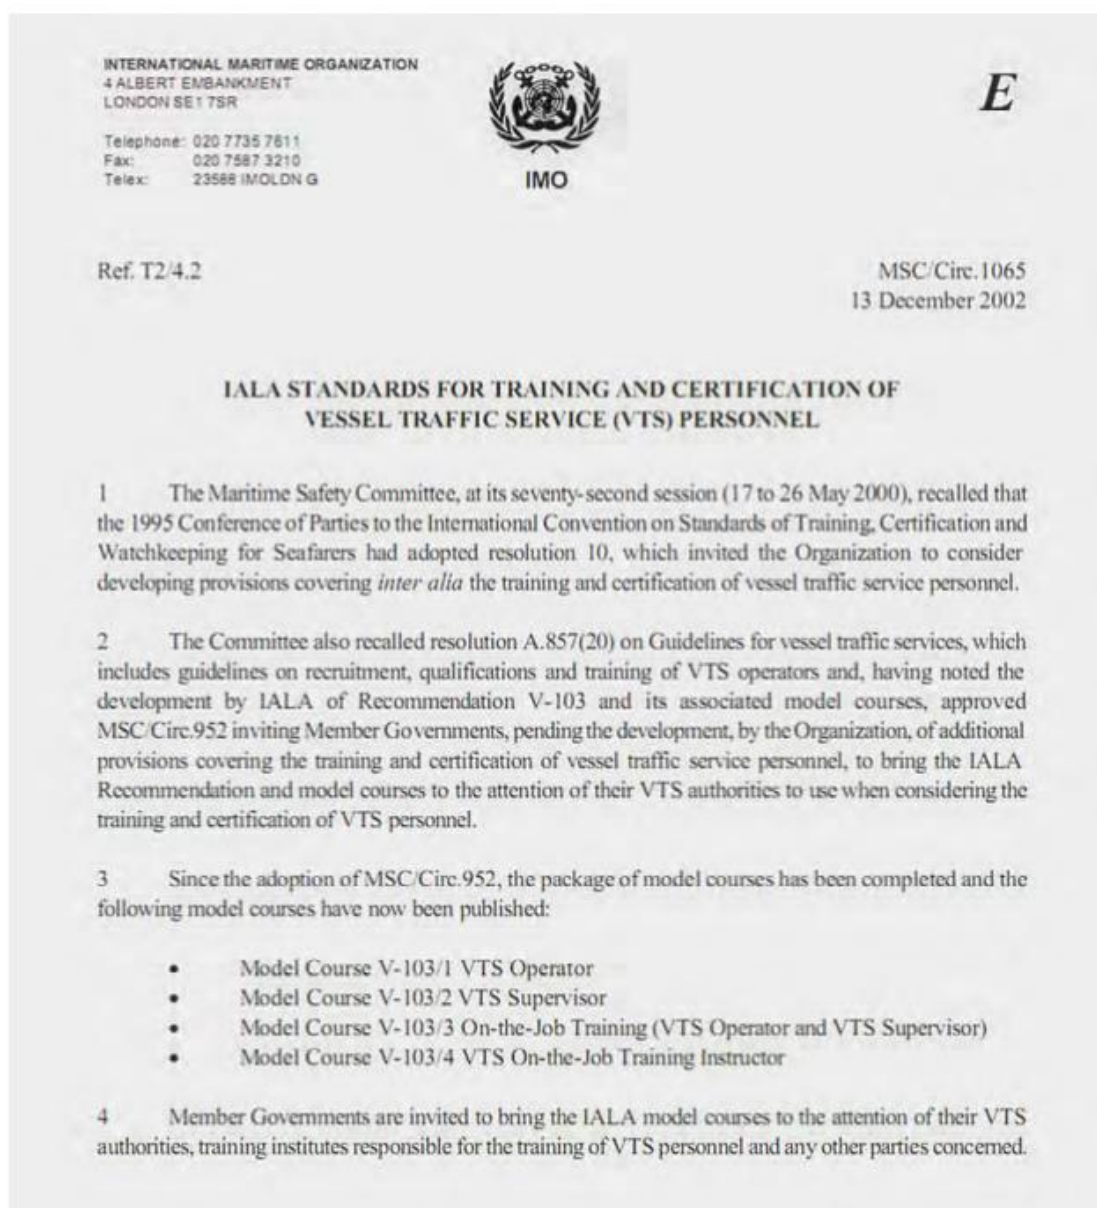 INTERNATIONAL MARITIME ORGANIZATION
4 ALBERT EMBANKMENT
LONDON SE1 7SR
Telephone: 020 7735 7611
Fax: 020 7587 3210
Telex: 23588 IMOLDN G
IMO
E
Ref. T2/4.2
MSC/Circ.1065
13 December 2002
IALA STANDARDS FOR TRAINING AND CERTIFICATION OF
VESSEL TRAFFIC SERVICE (VTS) PERSONNEL
1 The Maritime Safety Committee, at its seventy-second session (17 to 26 May 2000), recalled that
the 1995 Conference of Parties to the International Convention on Standards of Training, Certification and
Watchkeeping for Seafarers had adopted resolution 10, which invited the Organization to consider
developing provisions covering inter alia the training and certification of vessel traffic service personnel.
2 The Committee also recalled resolution A.857(20) on Guidelines for vessel traffic services, which
includes guidelines on recruitment, qualifications and training of VTS operators and, having noted the
development by IALA of Recommendation V-103 and its associated model courses, approved
MSC/Circ.952 inviting Member Governments, pending the development, by the Organization, of additional
provisions covering the training and certification of vessel traffic service personnel, to bring the IALA
Recommendation and model courses to the attention of their VTS authorities to use when considering the
training and certification of VTS personnel.
3 Since the adoption of MSC/Circ.952, the package of model courses has been completed and the
following model courses have now been published:
• Model Course V-103/1 VTS Operator
• Model Course V-103/2 VTS Supervisor
• Model Course V-103/3 On-the-Job Training (VTS Operator and VTS Supervisor)
• Model Course V-103/4 VTS On-the-Job Training Instructor
4 Member Governments are invited to bring the IALA model courses to the attention of their VTS
authorities, training institutes responsible for the training of VTS personnel and any other parties concerned.